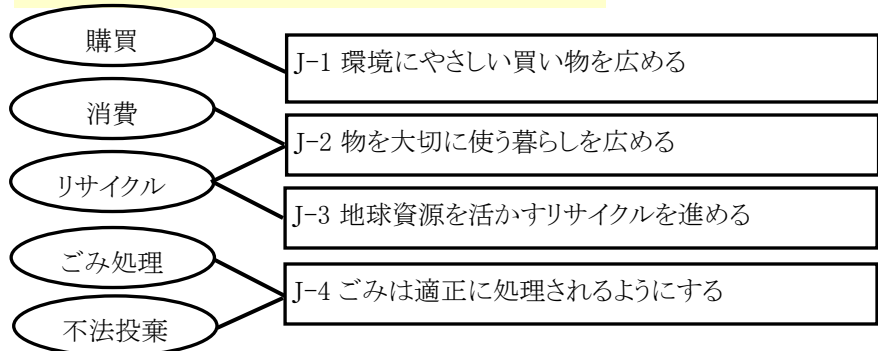 購買
J-1 環境にやさしい買い物を広める
消費
J-2 物を大切に使う暮らしを広める
リサイクル
J-3 地球資源を活かすリサイクルを進める
ごみ処理
J-4 ごみは適正に処理されるようにする
不法投棄